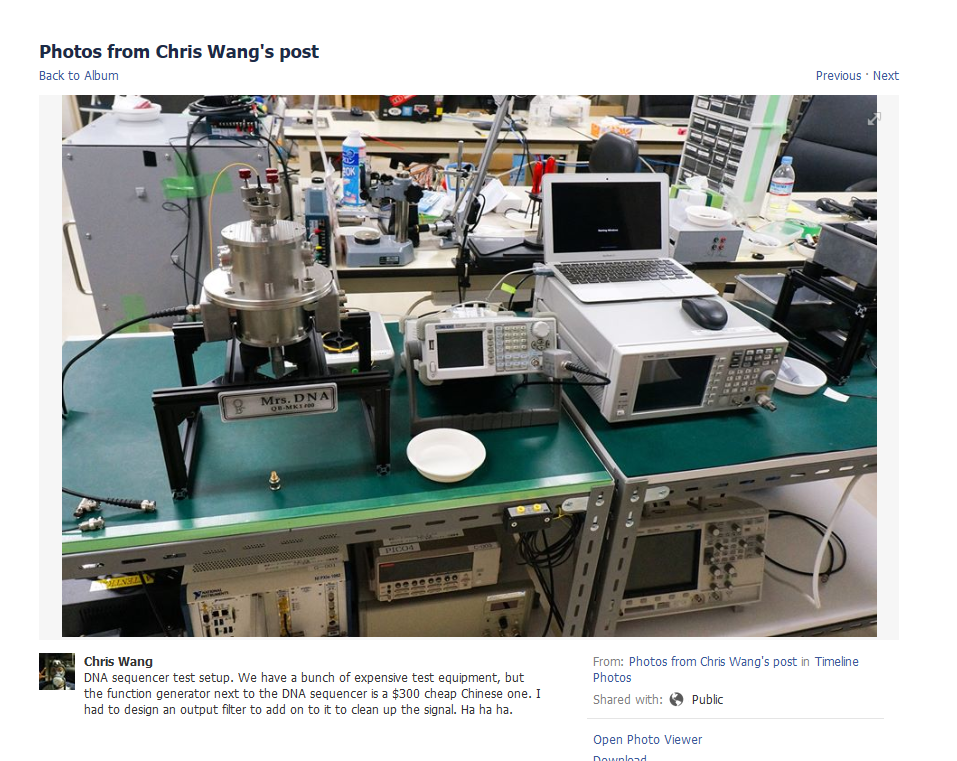 Photos from Chris Wang's post
Back to Album
Previous · Next
Mrs. DNA
PICO4
NATIONAL INSTRUMENTS
Chris Wang
DNA sequencer test setup. We have a bunch of expensive test equipment, but
the function generator next to the DNA sequencer is a $300 cheap Chinese one. I
had to design an output filter to add on to it to clean up the signal. Ha ha ha.
From: Photos from Chris Wang's post in Timeline
Photos
Shared with: Public
Open Photo Viewer
Download